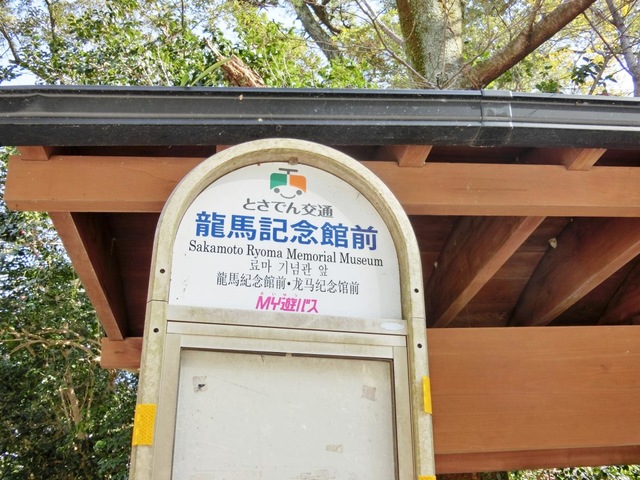 とさでん交通
龍馬記念館前
Sakamoto Ryoma Memorial Museum
료마 기념관 앞
龍馬紀念館前・龙马纪念馆前
MY遊バス